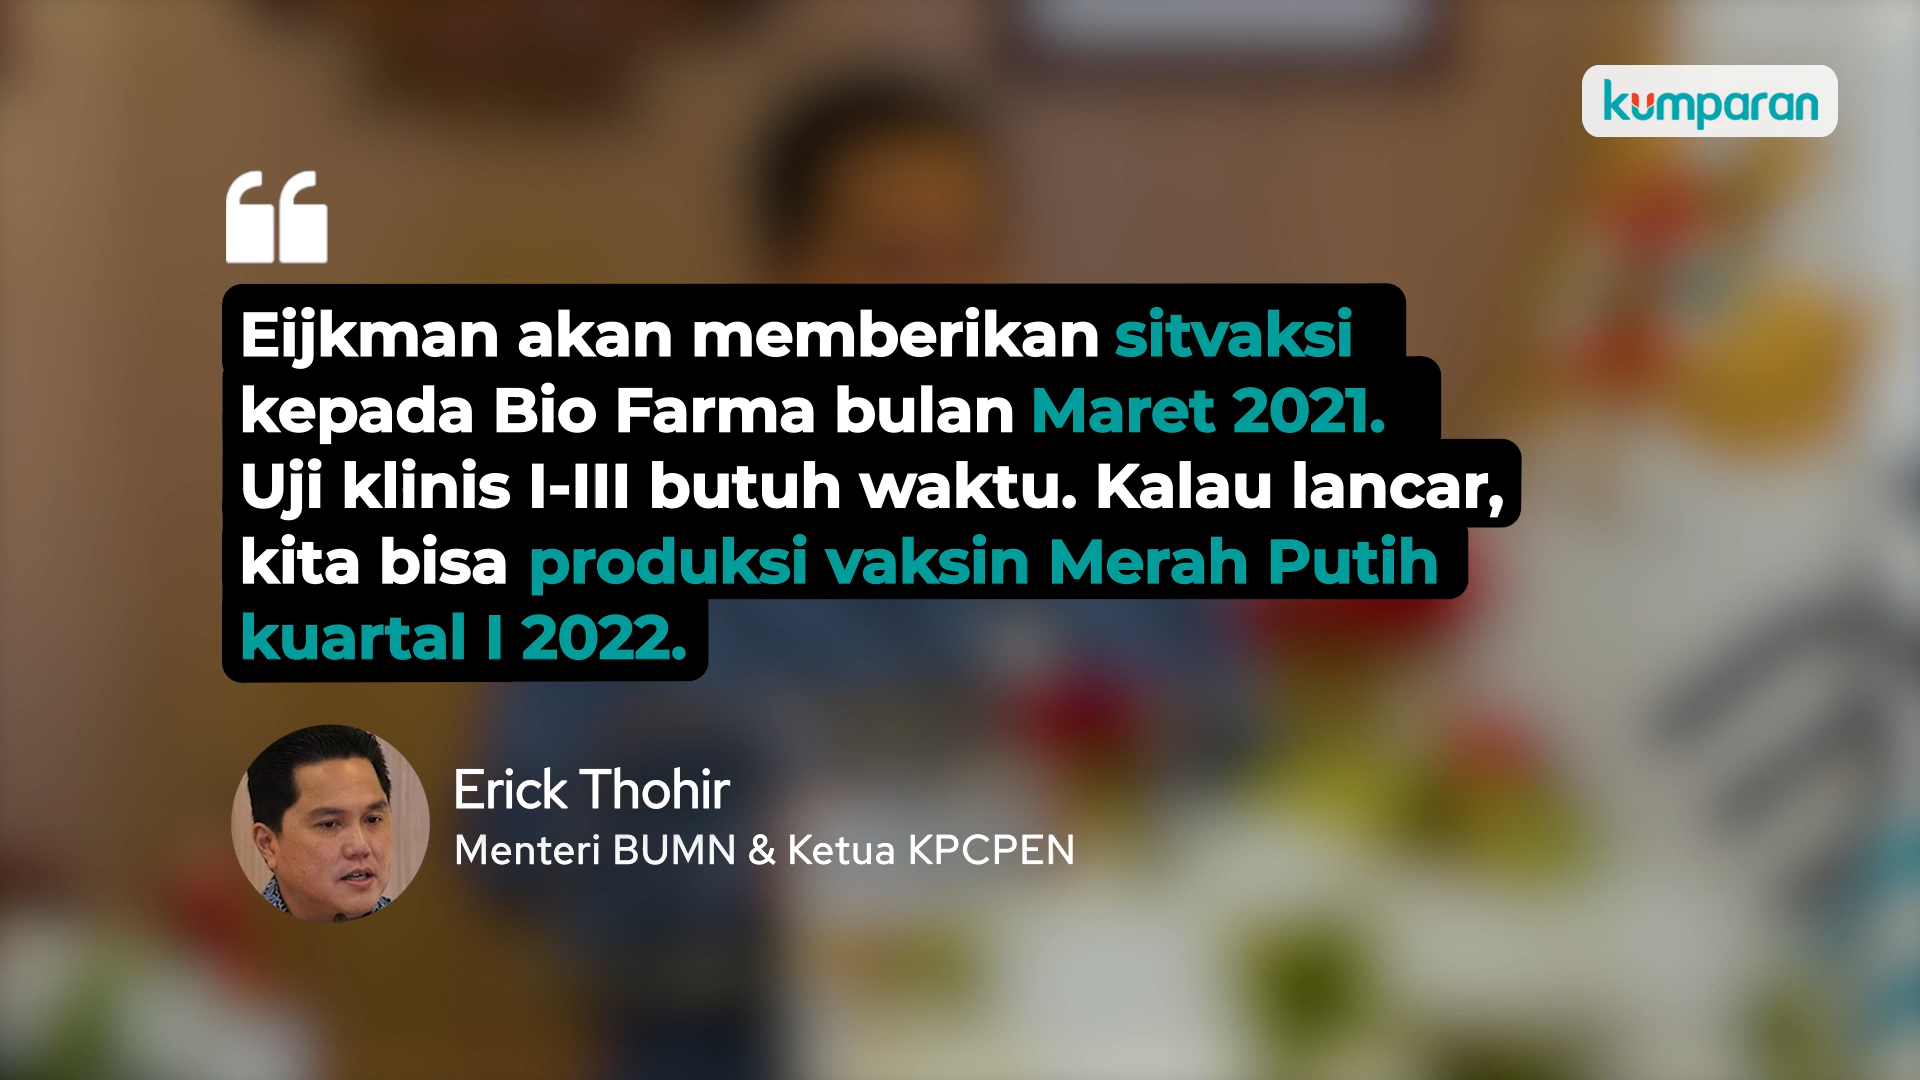 kumparan
Eijkman akan memberikan sitvaksi
kepada Bio Farma bulan Maret 2021.
Uji klinis I-III butuh waktu. Kalau lancar,
kita bisa produksi vaksin Merah Putih
kuartal I 2022.
Erick Thohir
Menteri BUMN & Ketua KPCPEN